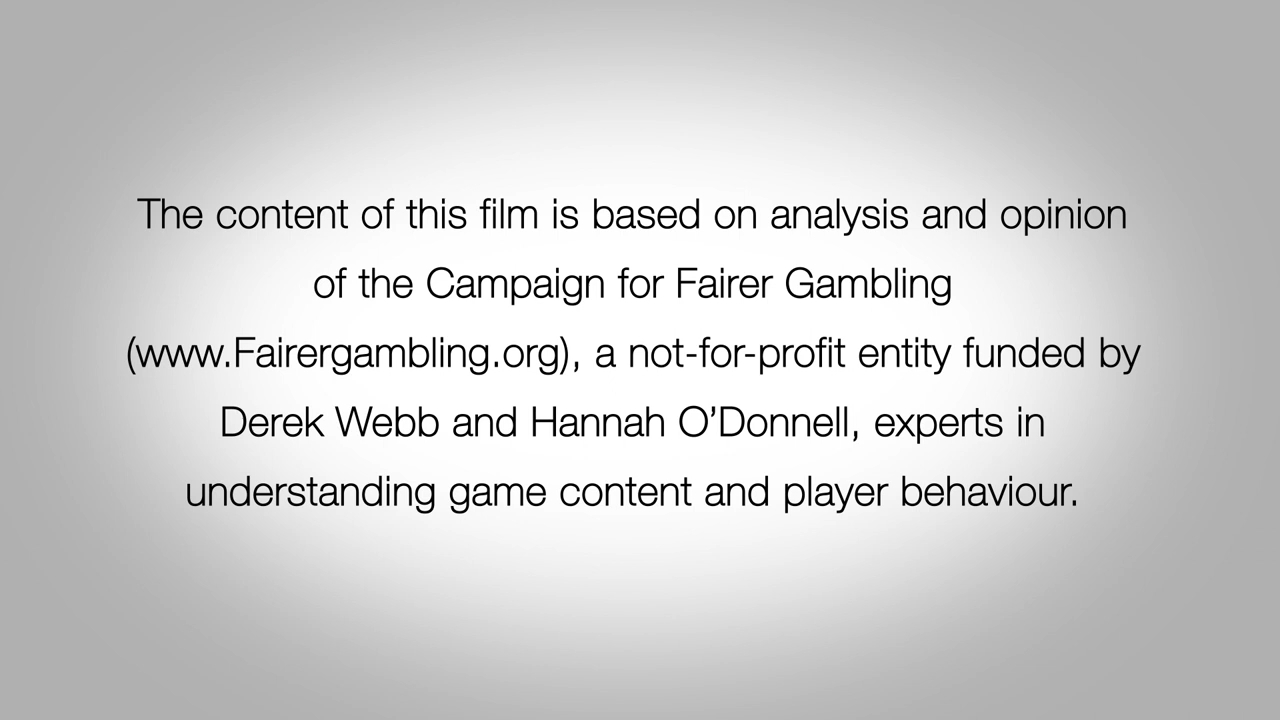 The content of this film is based on analysis and opinion
of the Campaign for Fairer Gambling
(www.Fairergambling.org), a not-for-profit entity funded by
Derek Webb and Hannah O’Donnell, experts in
understanding game content and player behaviour.